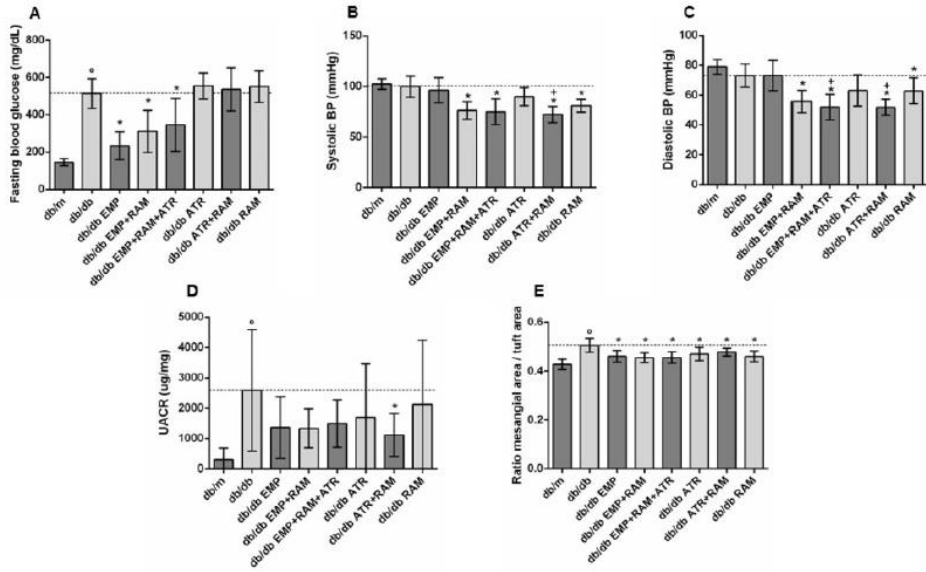 A
Fasting blood glucose (mg/dL)
800
600
400
200
0
°
*
*
*
db/m
db/db
db/db EMP
db/db EMP+RAM
db/db EMP+RAM+ATR
db/db ATR
db/db ATR+RAM
db/db RAM
B
Systolic BP (mmHg)
150
100
50
0
*
*
+
*
*
db/m
db/db
db/db EMP
db/db EMP+RAM
db/db EMP+RAM+ATR
db/db ATR
db/db ATR+RAM
db/db RAM
C
Diastolic BP (mmHg)
100
80
60
40
20
0
*
+
*
+
*
*
db/m
db/db
db/db EMP
db/db EMP+RAM
db/db EMP+RAM+ATR
db/db ATR
db/db ATR+RAM
db/db RAM
D
UACR (ug/mg)
5000
4000
3000
2000
1000
0
°
*
db/m
db/db
db/db EMP
db/db EMP+RAM
db/db EMP+RAM+ATR
db/db ATR
db/db ATR+RAM
db/db RAM
E
Ratio mesangial area / tuft area
0.6
0.4
0.2
0.0
°
*
*
*
*
*
*
db/m
db/db
db/db EMP
db/db EMP+RAM
db/db EMP+RAM+ATR
db/db ATR
db/db ATR+RAM
db/db RAM